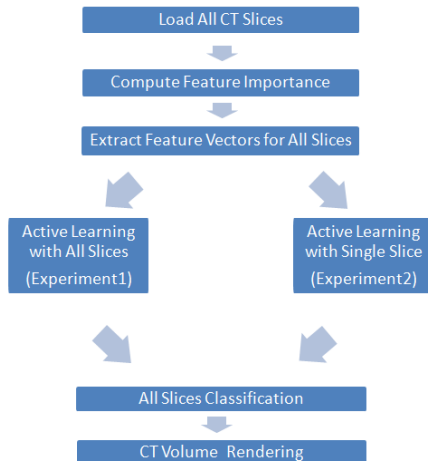 Load All CT Slices
Compute Feature Importance
Extract Feature Vectors for All Slices
Active Learning
with All Slices
(Experiment1)
Active Learning
with Single Slice
(Experiment2)
All Slices Classification
CT Volume Rendering